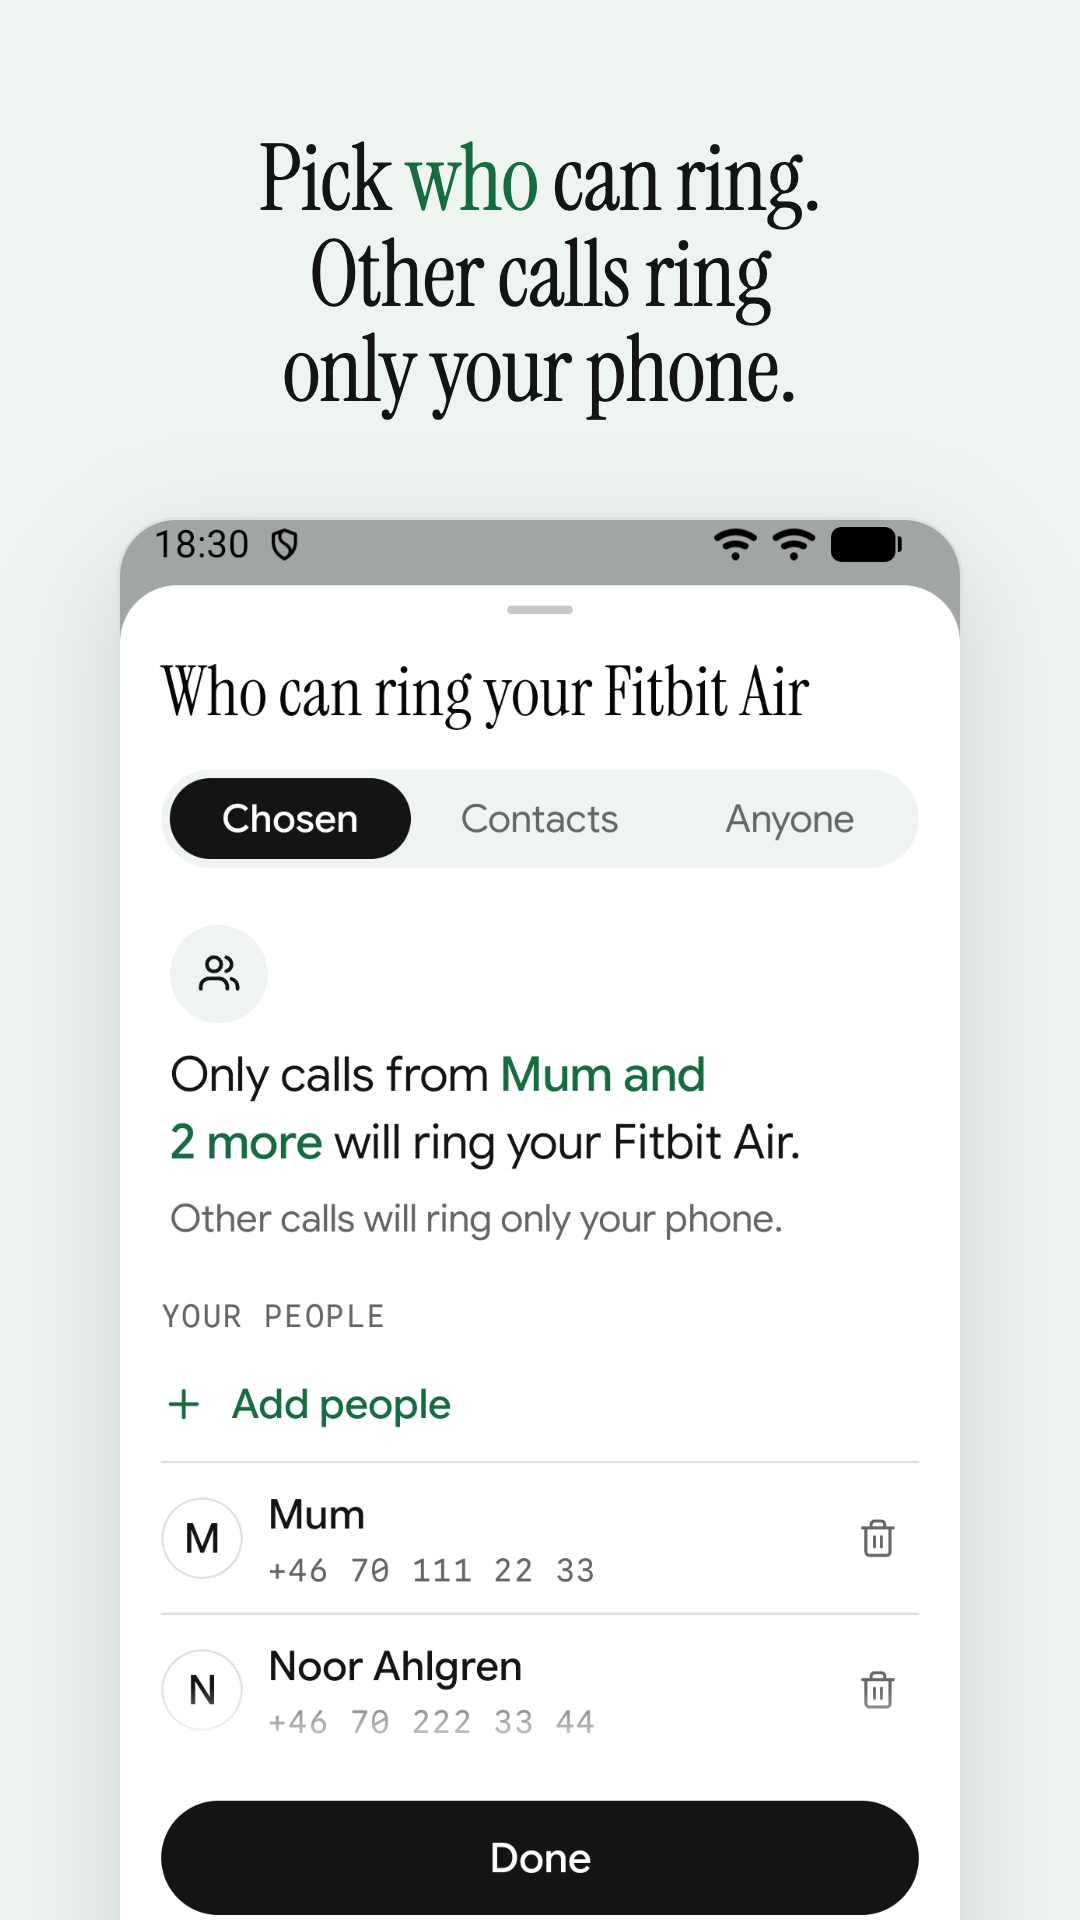 Pick who can ring.
Other calls ring
only your phone.
18:30
Who can ring your Fitbit Air
Chosen Contacts Anyone
Only calls from Mum and
2 more will ring your Fitbit Air.
Other calls will ring only your phone.
YOUR PEOPLE
+ Add people
M Mum
+46 70 111 22 33
N Noor Ahlgren
+46 70 222 33 44
Done